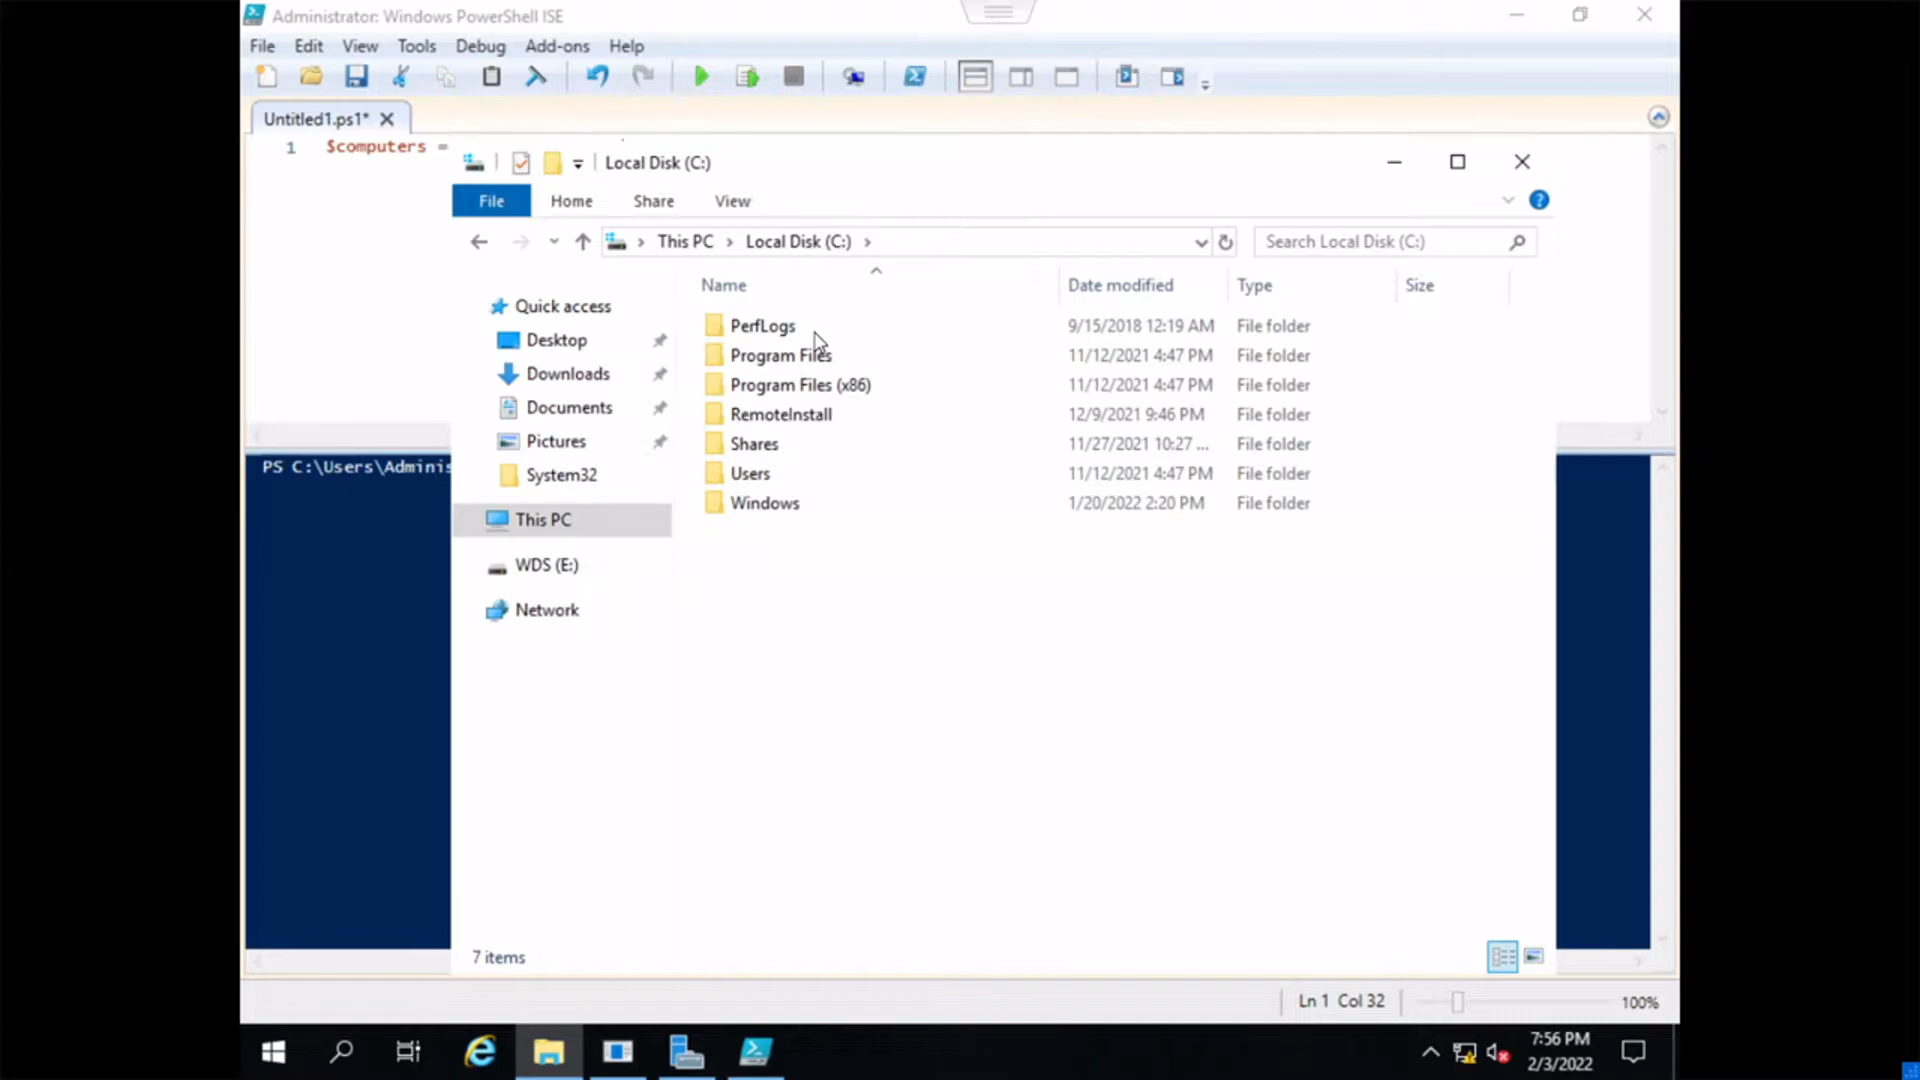 Administrator: Windows PowerShell ISE
File Edit View Tools Debug Add-ons Help
Untitled1.ps1* X
1 $computers =
Local Disk (C:)
File Home Share View
This PC > Local Disk (C:) >
Search Local Disk (C:)
Name Date modified Type Size
Quick access
Desktop
Downloads
Documents
Pictures
System32
This PC
WDS (E:)
Network
PerfLogs 9/15/2018 12:19 AM File folder
Program Files 11/12/2021 4:47 PM File folder
Program Files (x86) 11/12/2021 4:47 PM File folder
RemoteInstall 12/9/2021 9:46 PM File folder
Shares 11/27/2021 10:27 ... File folder
Users 11/12/2021 4:47 PM File folder
Windows 1/20/2022 2:20 PM File folder
PS C:\Users\Adminis
7 items
Ln 1 Col 32
100%
7:56 PM
2/3/2022